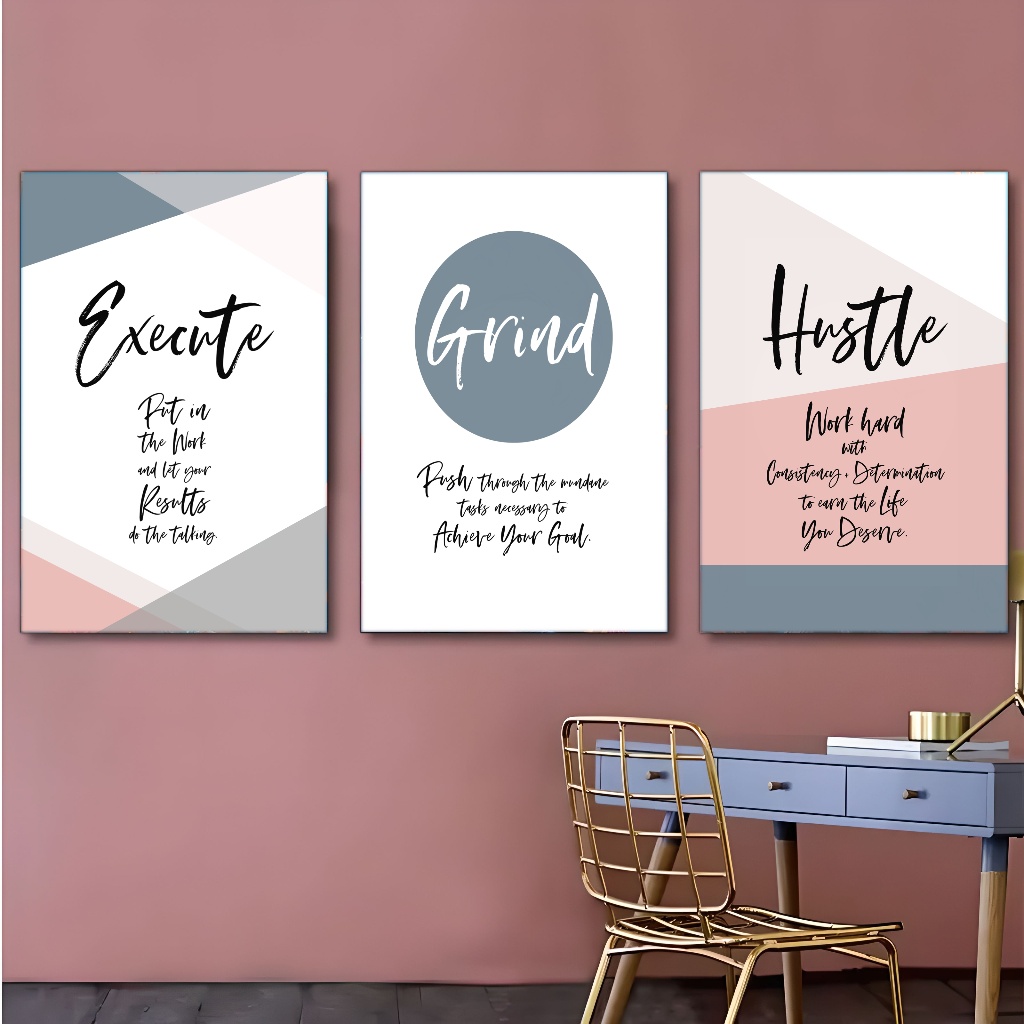 Execute
Put in
the Work
and let your
Results
do the talking.
Grind
Push through the mundane
tasks necessary to
Achieve Your Goal.
Hustle
Work hard
with
Consistency + Determination
to earn the Life
You Deserve.